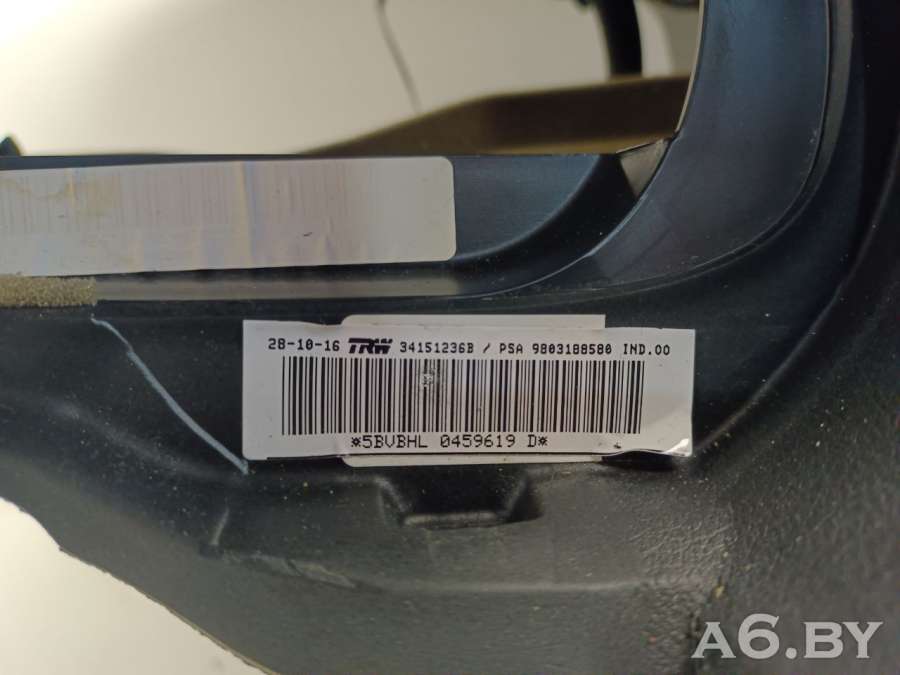 28-10-16 TRW 34151236B / PSA 9803188580 IND.00
*5BVBHL 0459619 D*
A6.BY